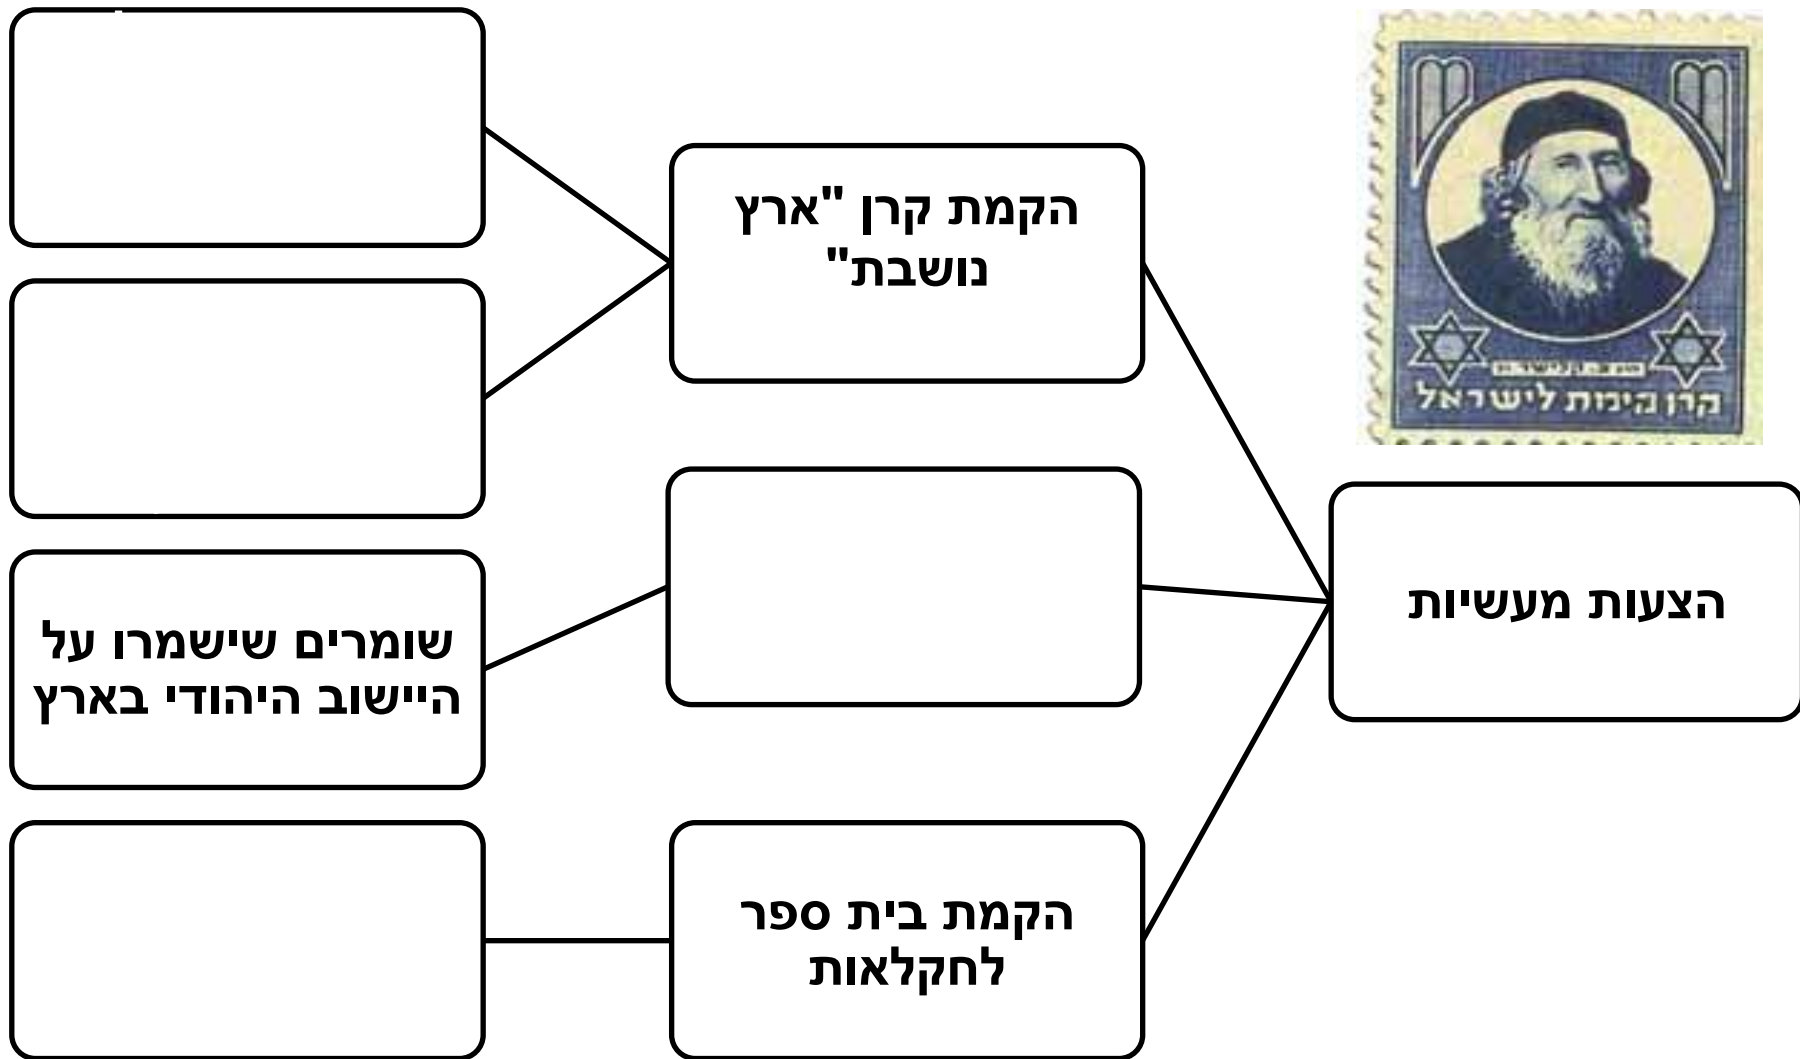 קרן קימת לישראל
הצעות מעשיות
הקמת קרן "ארץ
נושבת"
הקמת בית ספר
לחקלאות
שומרים שישמרו על
היישוב היהודי בארץ